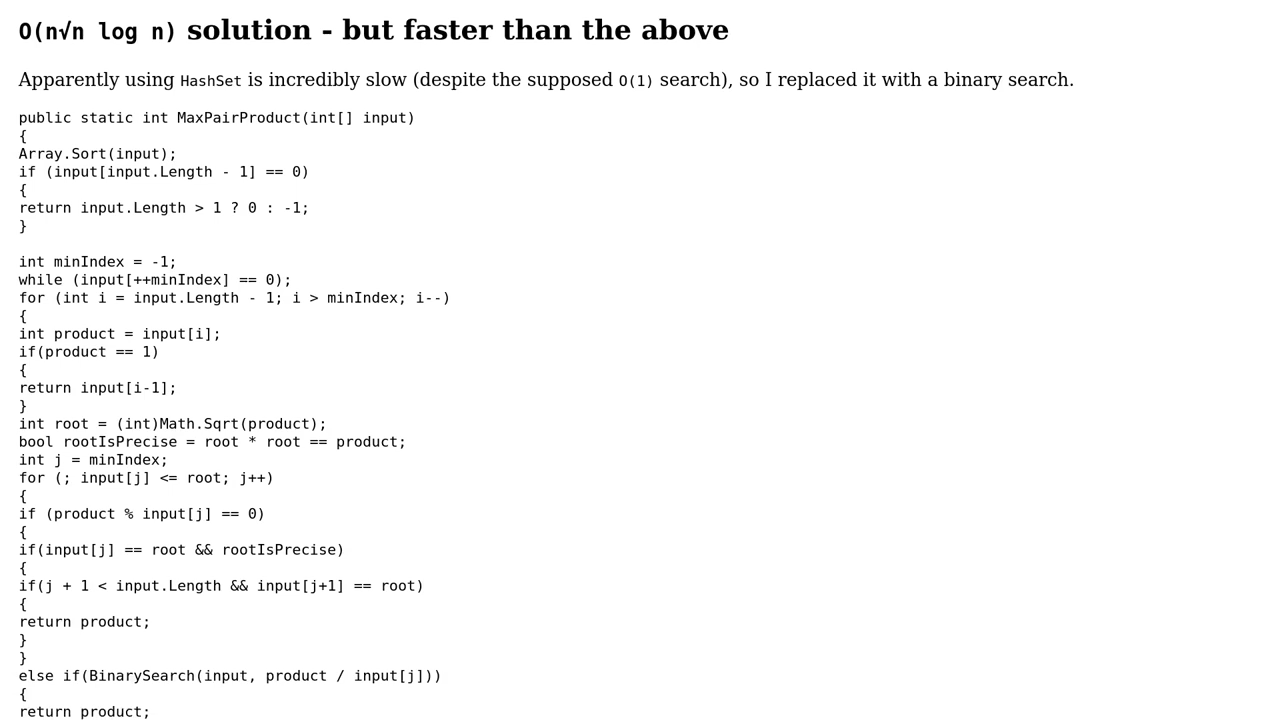 O(n√n log n) solution - but faster than the above
Apparently using HashSet is incredibly slow (despite the supposed O(1) search), so I replaced it with a binary search.
public static int MaxPairProduct(int[] input)
{
Array.Sort(input);
if (input[input.Length - 1] == 0)
{
return input.Length > 1 ? 0 : -1;
}
int minIndex = -1;
while (input[++minIndex] == 0);
for (int i = input.Length - 1; i > minIndex; i--)
{
int product = input[i];
if(product == 1)
{
return input[i-1];
}
int root = (int)Math.Sqrt(product);
bool rootIsPrecise = root * root == product;
int j = minIndex;
for (; input[j] <= root; j++)
{
if (product % input[j] == 0)
{
if(input[j] == root && rootIsPrecise)
{
if(j + 1 < input.Length && input[j+1] == root)
{
return product;
}
}
else if(BinarySearch(input, product / input[j]))
{
return product;